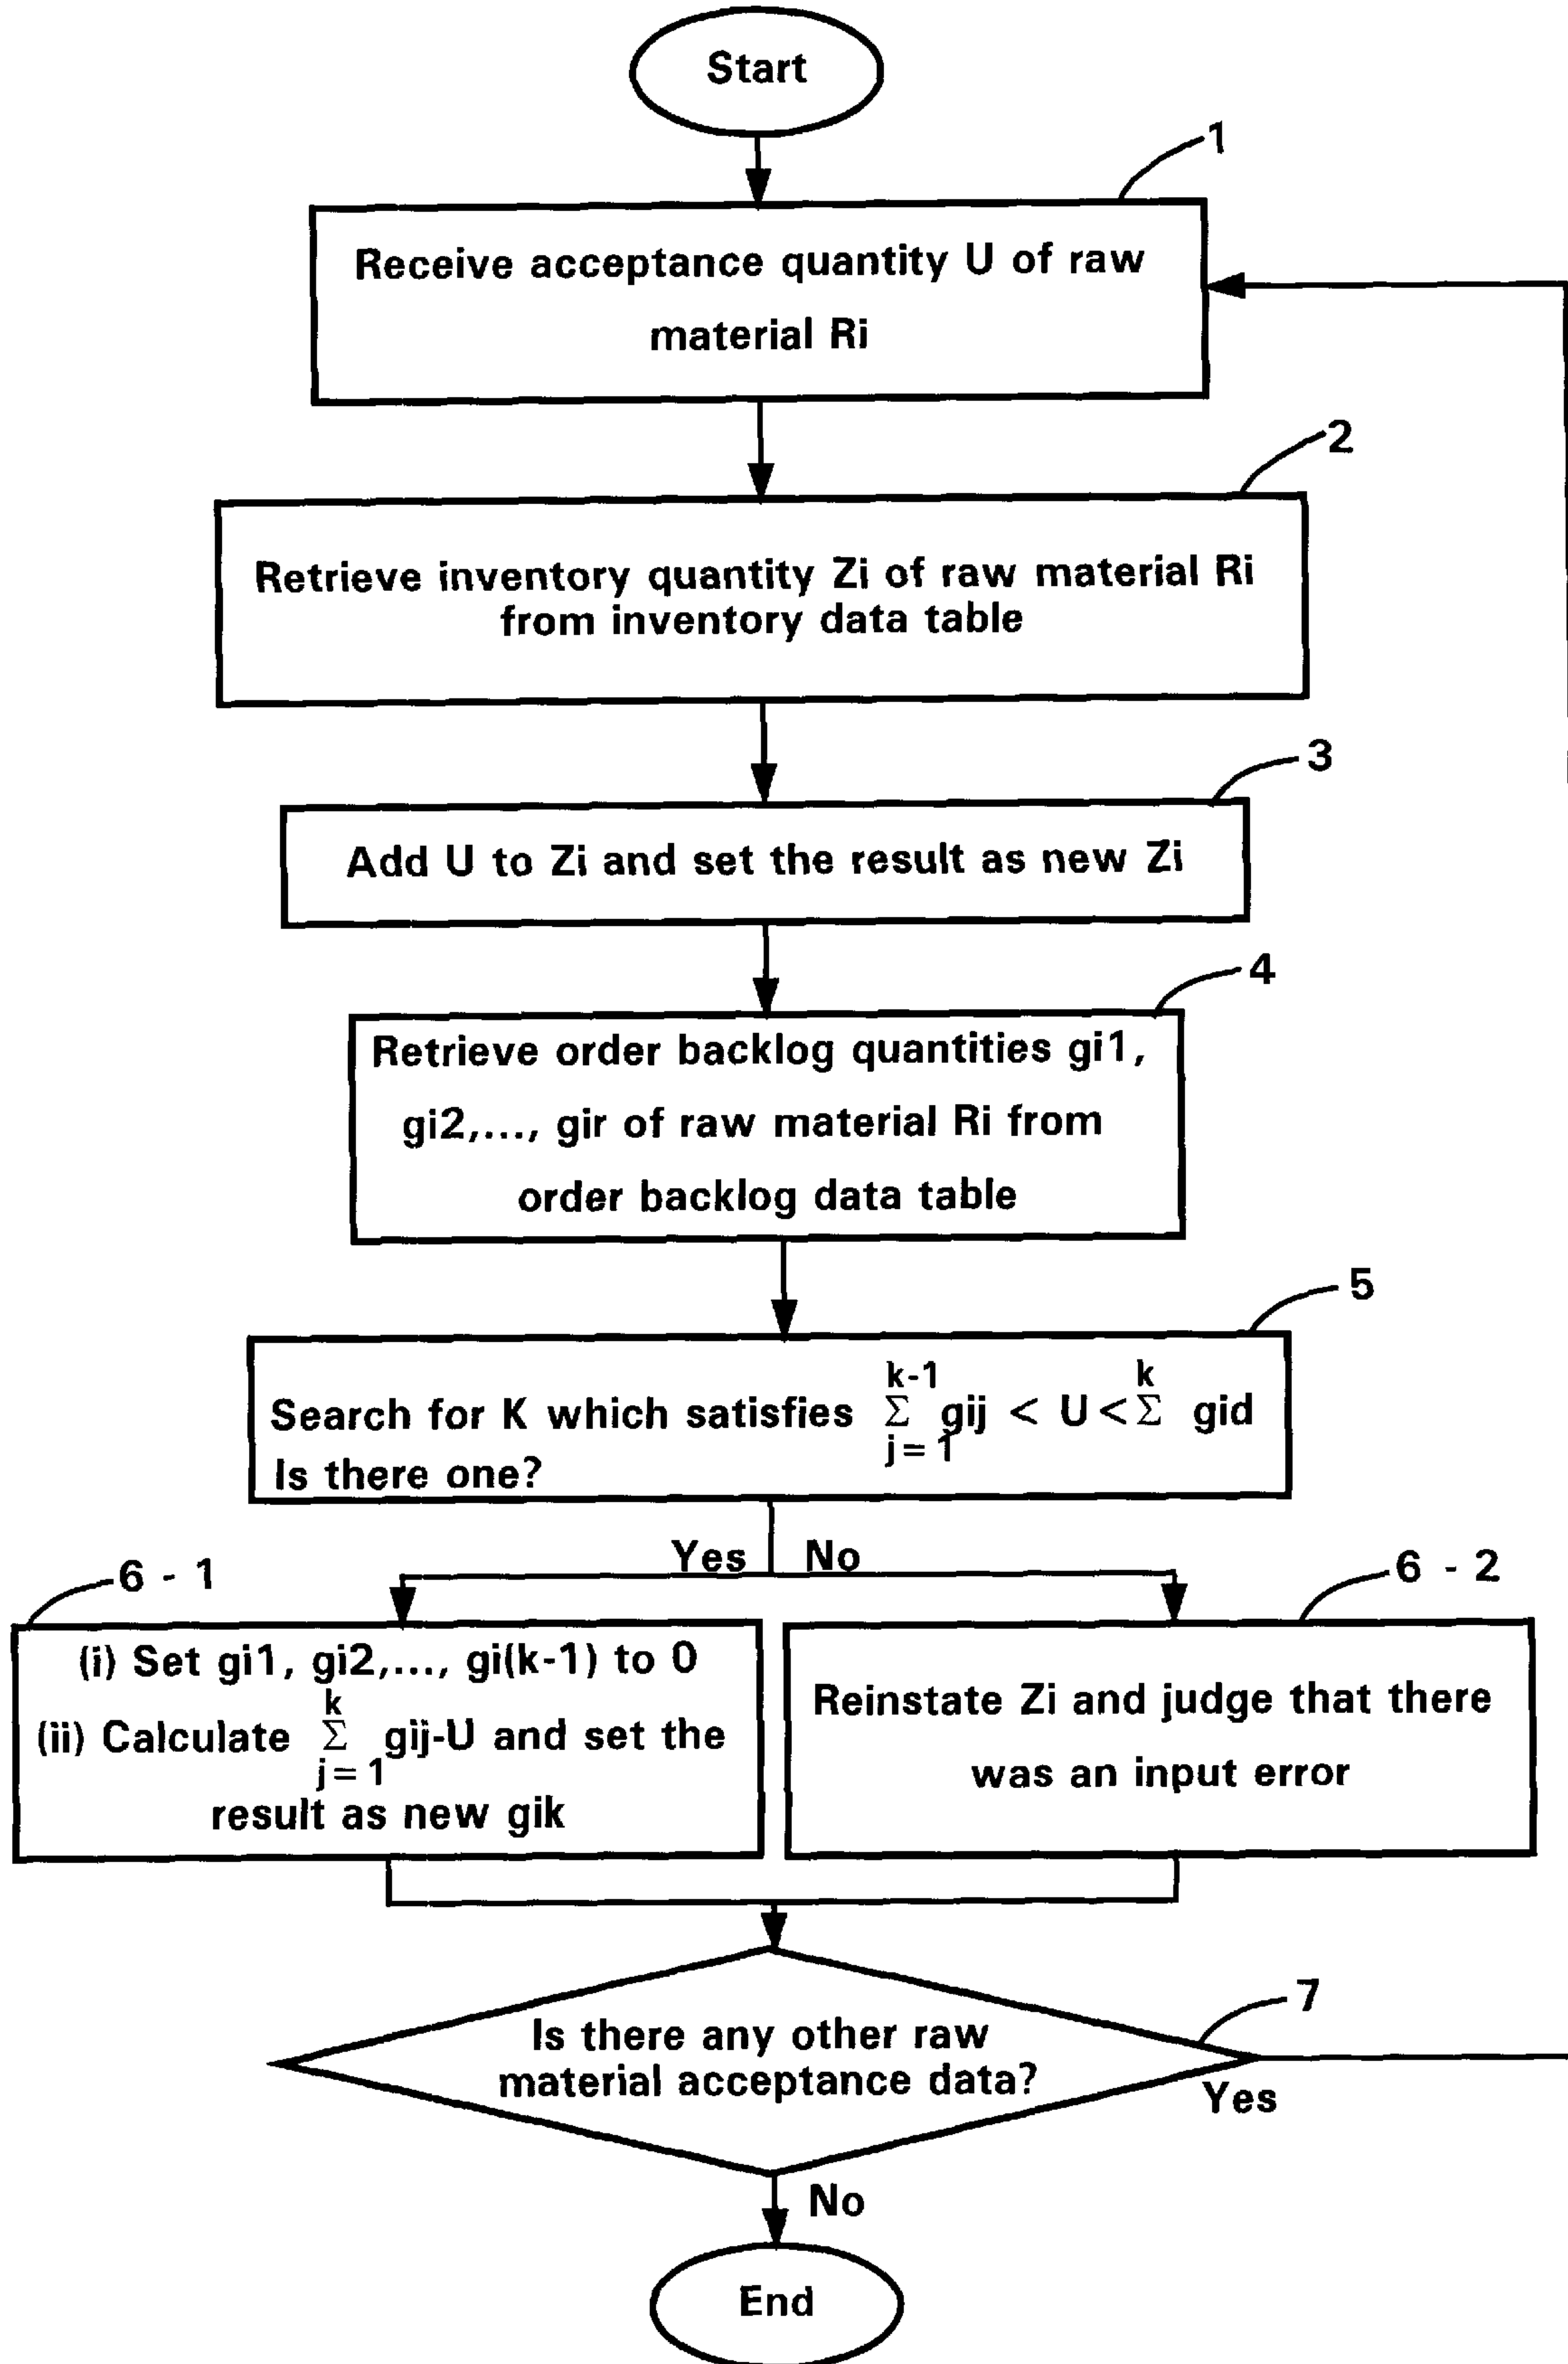 Start
1
Receive acceptance quantity U of raw
material Ri
2
Retrieve inventory quantity Zi of raw material Ri
from inventory data table
3
Add U to Zi and set the result as new Zi
4
Retrieve order backlog quantities gi1,
gi2,..., gir of raw material Ri from
order backlog data table
5
k-1 k
Search for K which satisfies Σ gij < U < Σ gid
j = 1
Is there one?
Yes No
6 - 1
6 - 2
(i) Set gi1, gi2,..., gi(k-1) to 0
k
(ii) Calculate Σ gij-U and set the
j = 1
result as new gik
Reinstate Zi and judge that there
was an input error
7
Is there any other raw
material acceptance data?
Yes
No
End